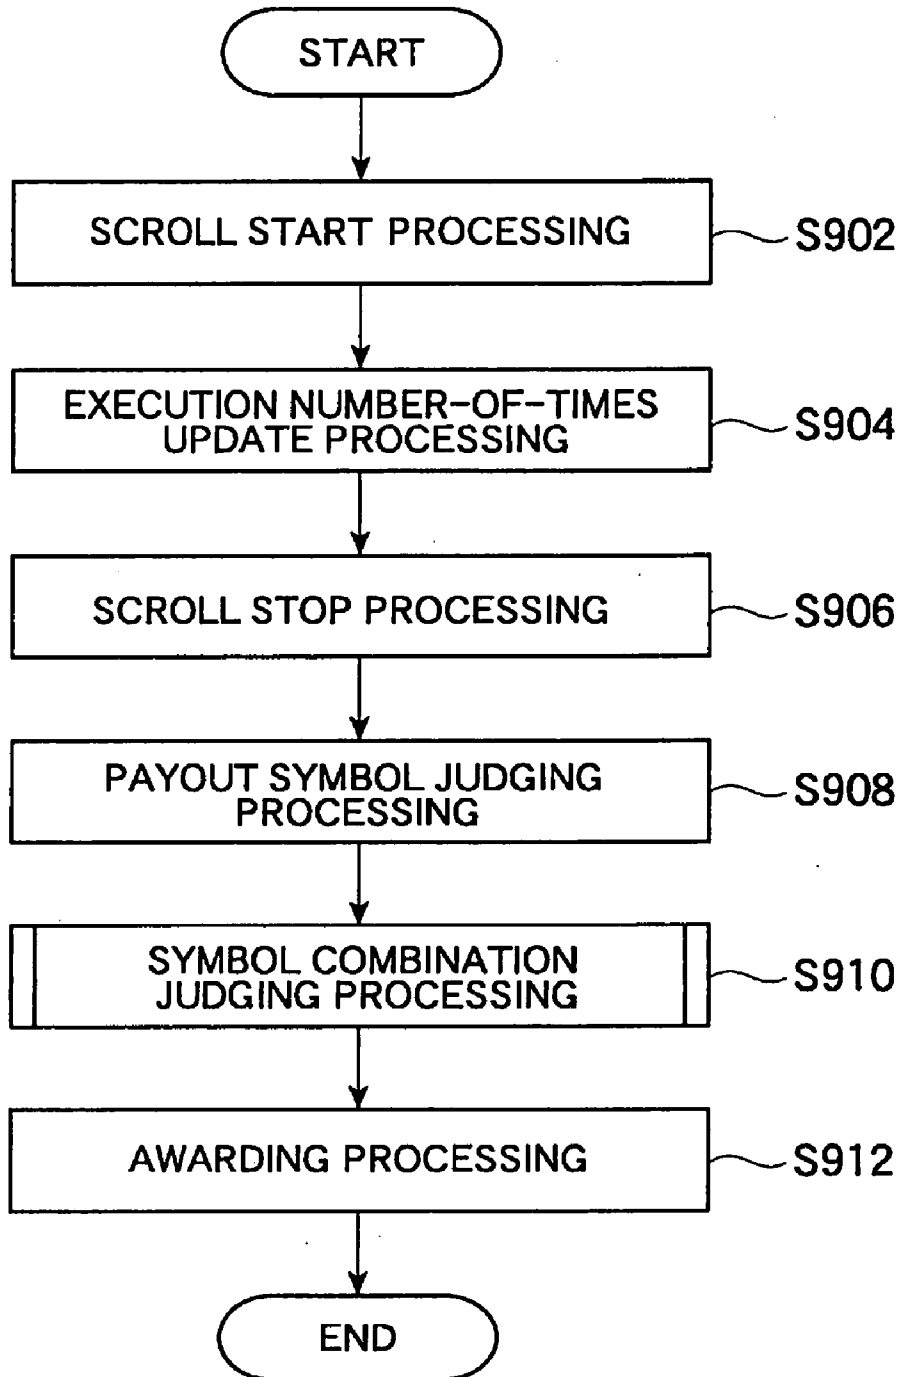 START
SCROLL START PROCESSING
S902
EXECUTION NUMBER-OF-TIMES
UPDATE PROCESSING
S904
SCROLL STOP PROCESSING
S906
PAYOUT SYMBOL JUDGING
PROCESSING
S908
SYMBOL COMBINATION
JUDGING PROCESSING
S910
AWARDING PROCESSING
S912
END